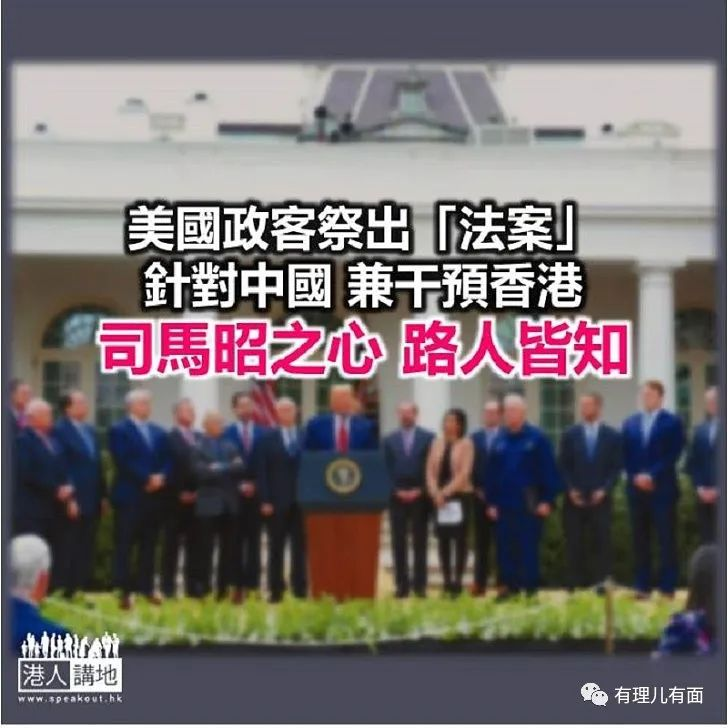 美國政客祭出「法案」
針對中國 兼干預香港
司馬昭之心 路人皆知
港人講地
www.speakout.hk
有理儿有面